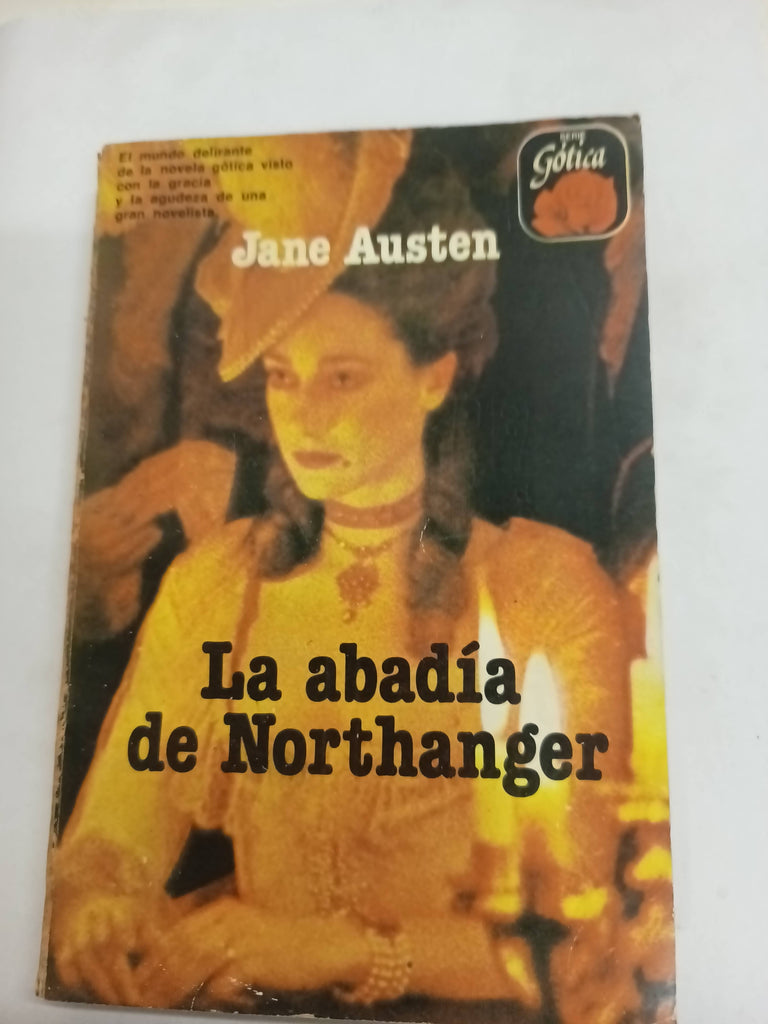 El mundo delirante
de la novela gótica visto
con la gracia
y la agudeza de una
gran novelista.
SERIE
Gótica
Jane Austen
La abadía
de Northanger